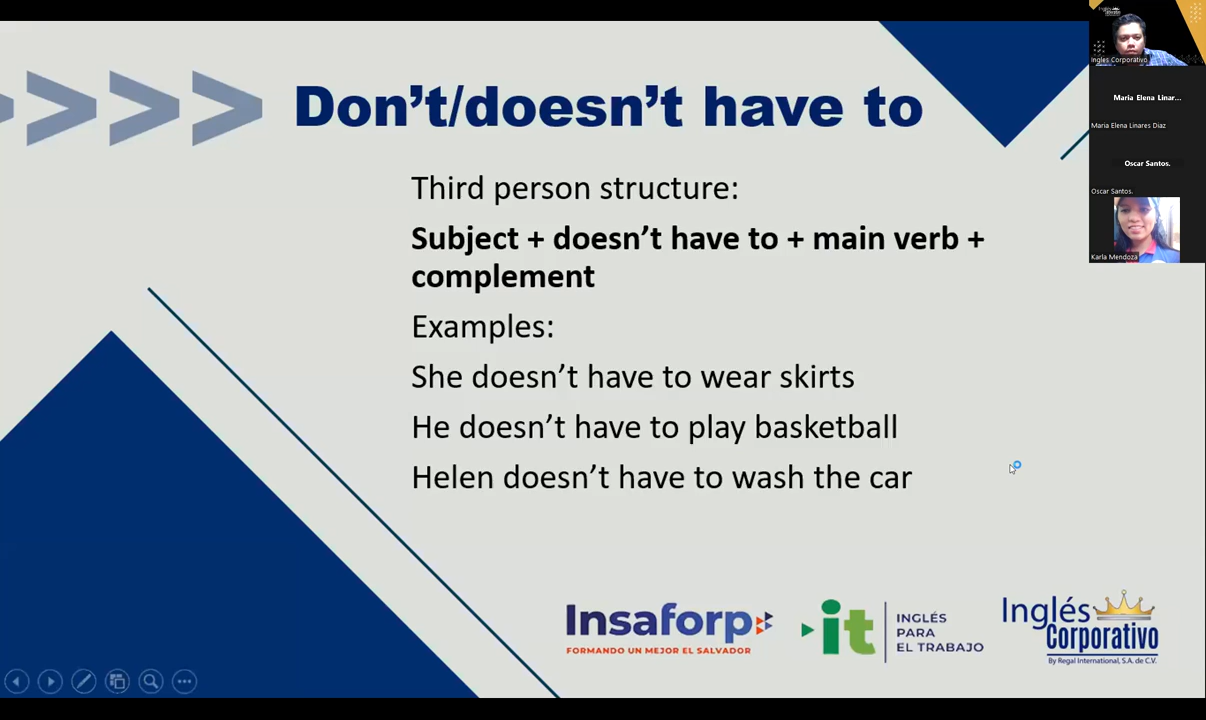 Don’t/doesn’t have to
Third person structure:
Subject + doesn’t have to + main verb +
complement
Examples:
She doesn’t have to wear skirts
He doesn’t have to play basketball
Helen doesn’t have to wash the car
Insaforp
FORMANDO UN MEJOR EL SALVADOR
it
INGLÉS
PARA
EL TRABAJO
Inglés
Corporativo
By Regal International, S.A. de C.V.
Ingles Corporativo
Maria Elena Linar...
Maria Elena Linares Diaz
Oscar Santos.
Oscar Santos.
Karla Mendoza